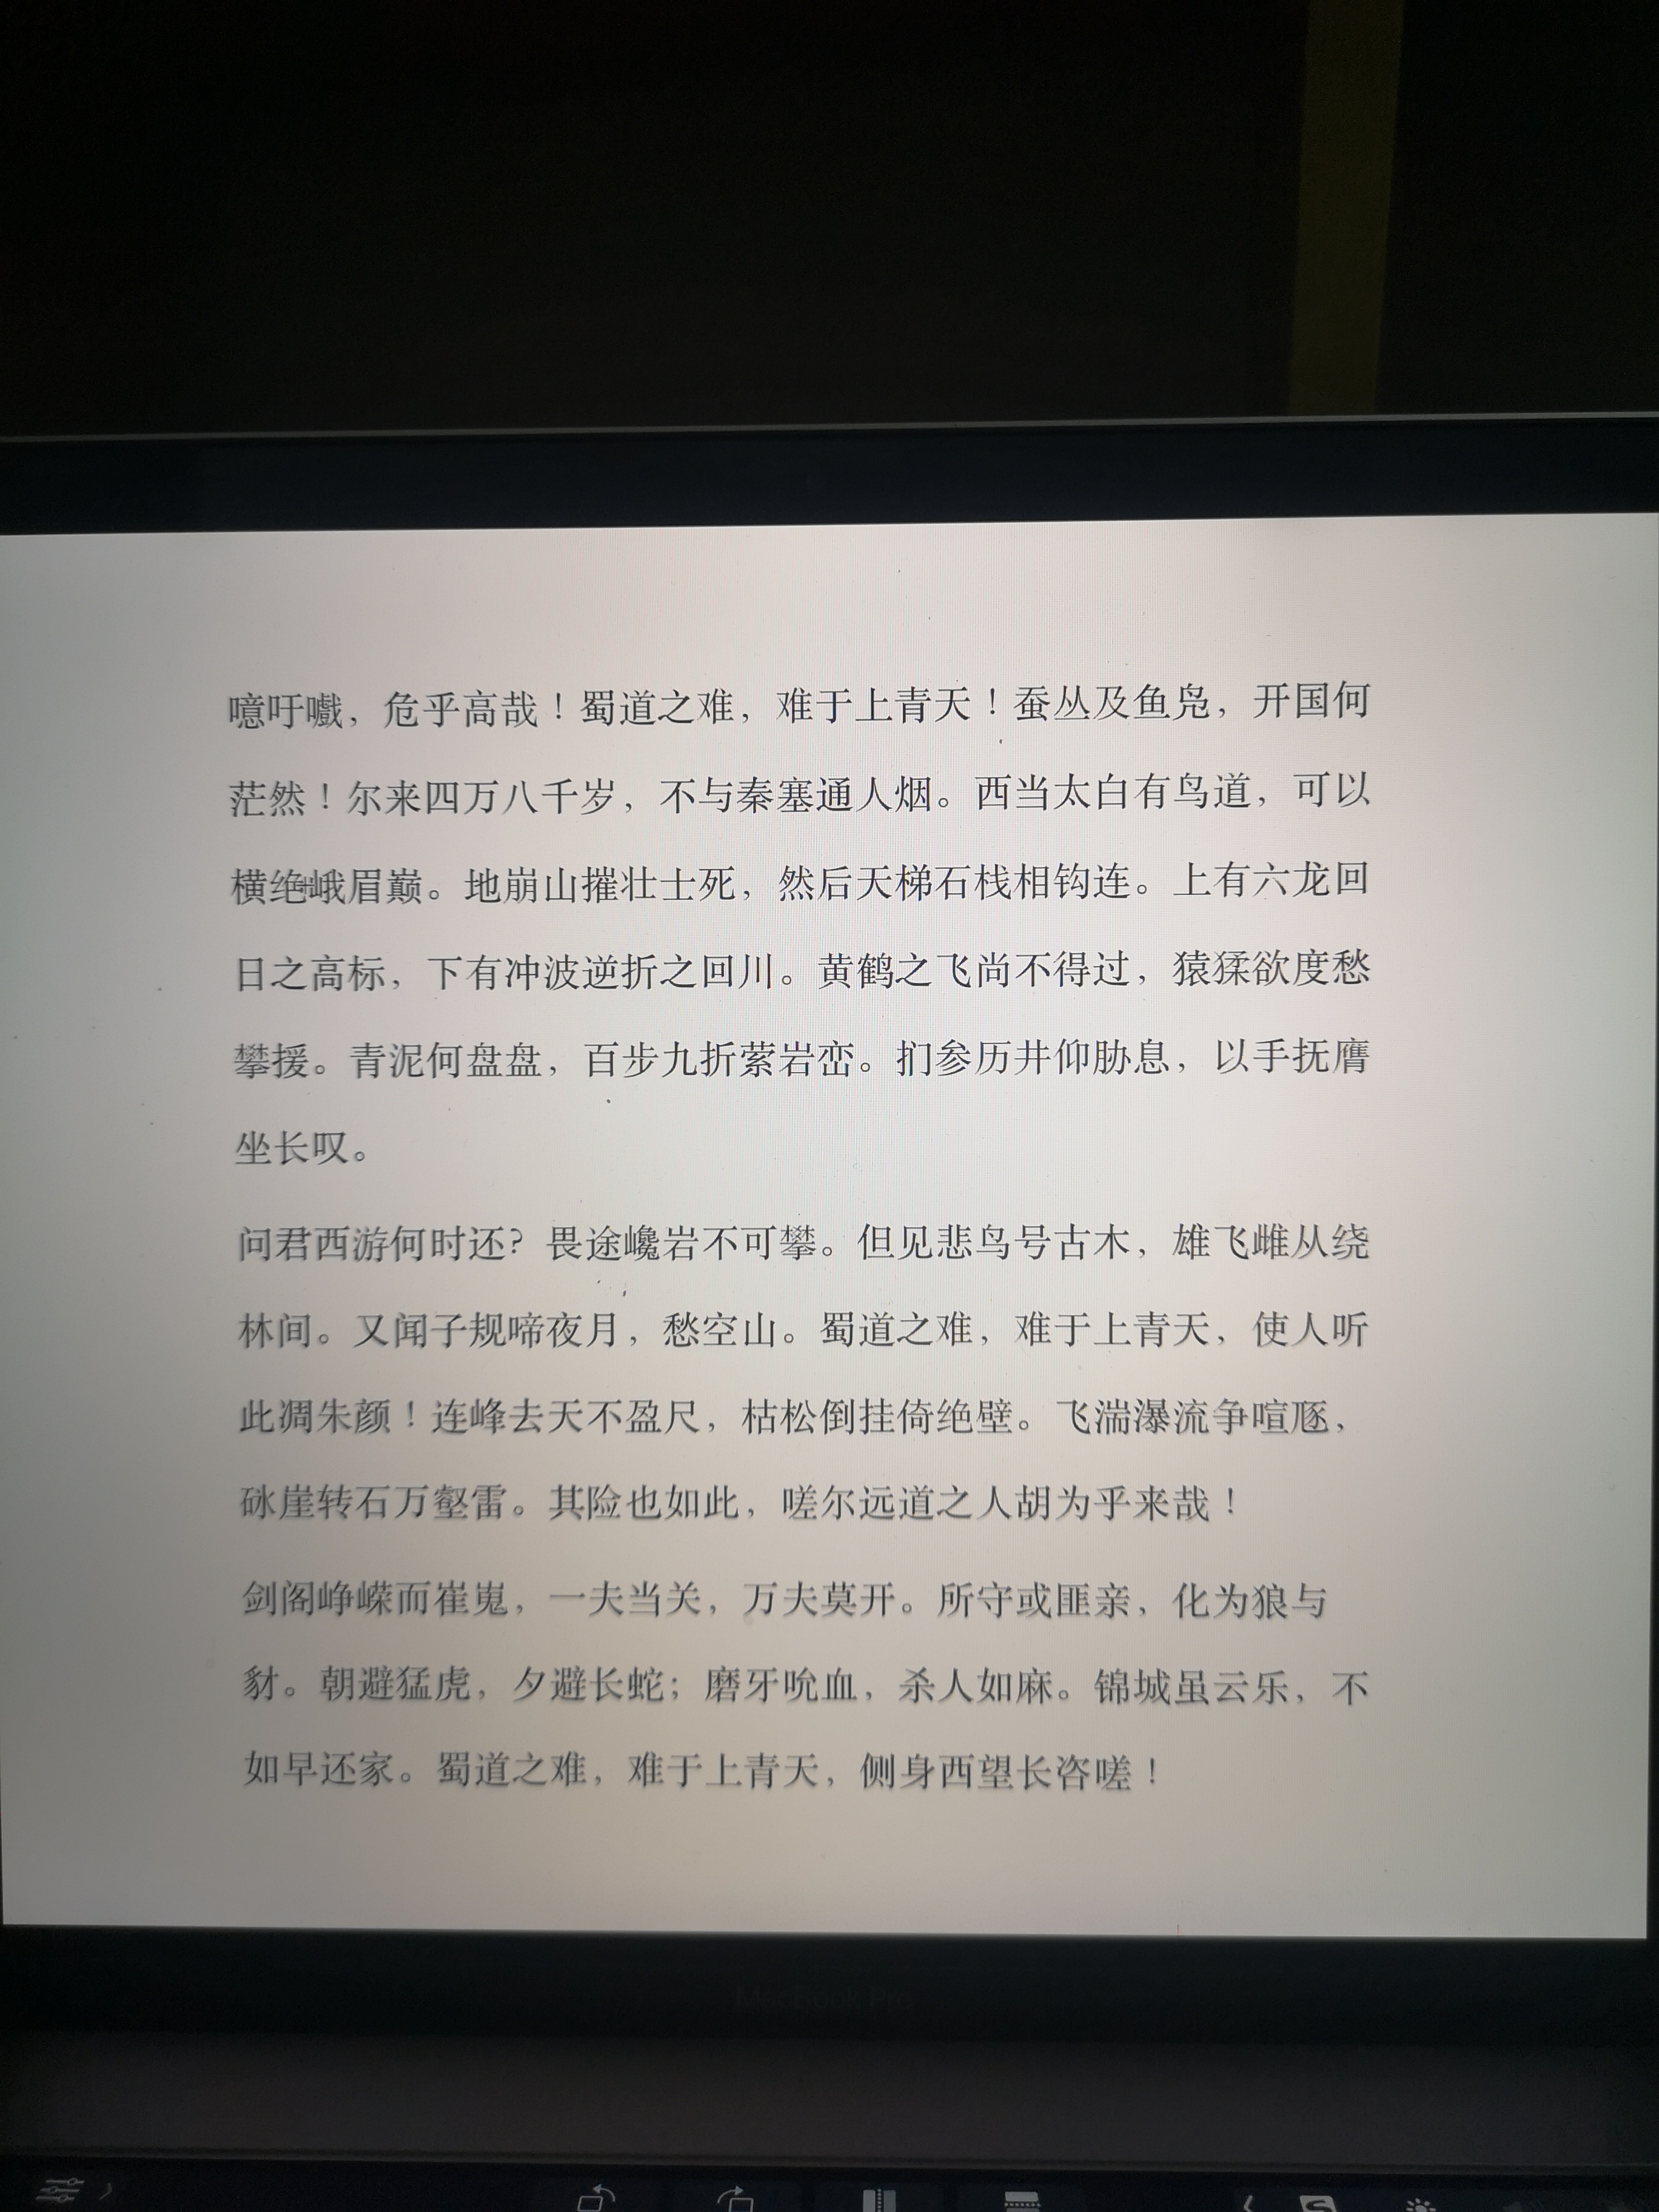 噫吁嚱，危乎高哉！蜀道之难，难于上青天！蚕丛及鱼凫，开国何
茫然！尔来四万八千岁，不与秦塞通人烟。西当太白有鸟道，可以
横绝峨眉巅。地崩山摧壮士死，然后天梯石栈相钩连。上有六龙回
日之高标，下有冲波逆折之回川。黄鹤之飞尚不得过，猿猱欲度愁
攀援。青泥何盘盘，百步九折萦岩峦。扪参历井仰胁息，以手抚膺
坐长叹。
问君西游何时还？畏途巉岩不可攀。但见悲鸟号古木，雄飞雌从绕
林间。又闻子规啼夜月，愁空山。蜀道之难，难于上青天，使人听
此凋朱颜！连峰去天不盈尺，枯松倒挂倚绝壁。飞湍瀑流争喧豗，
砯崖转石万壑雷。其险也如此，嗟尔远道之人胡为乎来哉！
剑阁峥嵘而崔嵬，一夫当关，万夫莫开。所守或匪亲，化为狼与
豺。朝避猛虎，夕避长蛇；磨牙吮血，杀人如麻。锦城虽云乐，不
如早还家。蜀道之难，难于上青天，侧身西望长咨嗟！
MacBook Pro